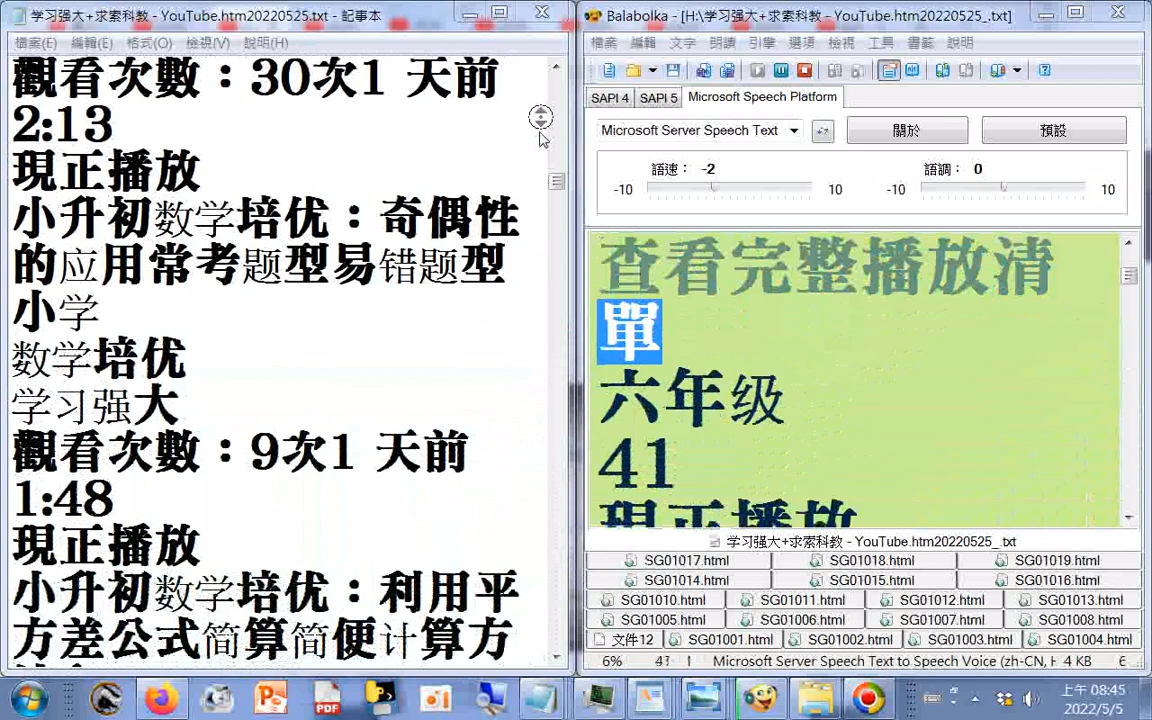 学习强大+求索科教 - YouTube.htm20220525.txt - 記事本
檔案(E) 編輯(E) 格式(O) 檢視(V) 說明(H)
觀看次數：30次1 天前
2:13
現正播放
小升初数学培优：奇偶性
的应用常考题型易错题型
小学
数学培优
学习强大
觀看次數：9次1 天前
1:48
現正播放
小升初数学培优：利用平
方差公式简算简便计算方
Balabolka - [H:\学习强大+求索科教 - YouTube.htm20220525_.txt]
檔案 編輯 文字 朗讀 引擎 選項 檢視 工具 書籤 說明
SAPI 4 SAPI 5 Microsoft Speech Platform
Microsoft Server Speech Text 關於 預設
語速： -2 語調： 0
-10 10 -10 10
查看完整播放清
單
六年级
41
現正播放
学习强大+求索科教 - YouTube.htm20220525_.txt
SG01017.html SG01018.html SG01019.html
SG01014.html SG01015.html SG01016.html
SG01010.html SG01011.html SG01012.html SG01013.html
SG01005.html SG01006.html SG01007.html SG01008.html
文件12 SG01001.html SG01002.html SG01003.html SG01004.html
6% Microsoft Server Speech Text to Speech Voice (zh-CN, H 4 KB
上午 08:45
2022/5/5